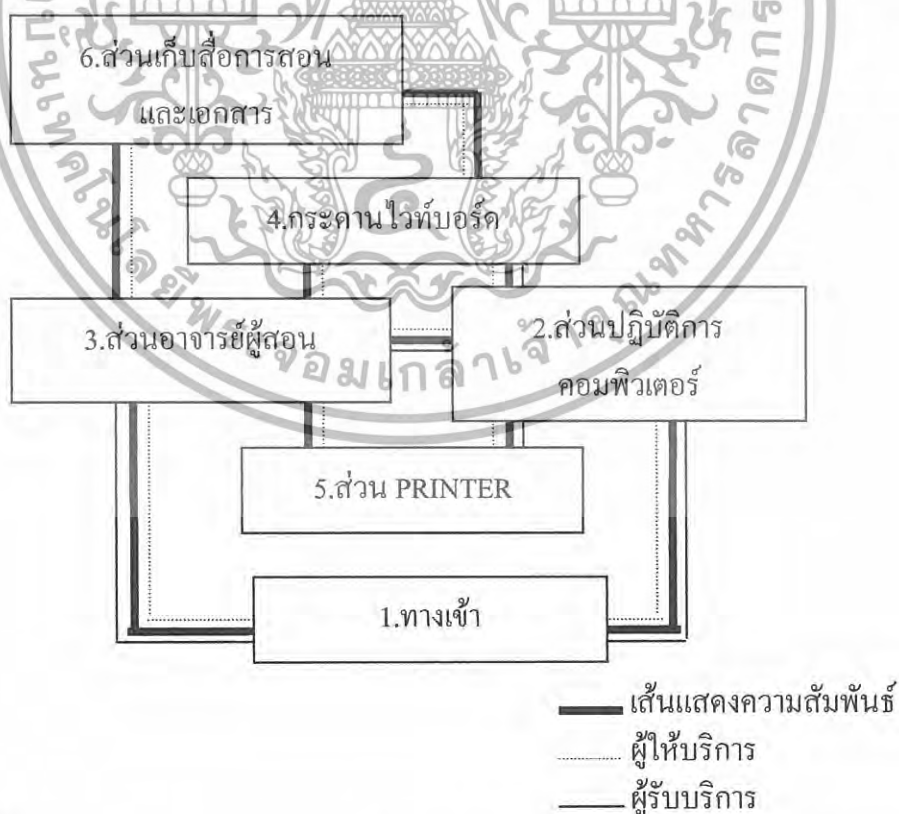 6.ส่วนเก็บสื่อการสอน
และเอกสาร
4.กระดานไวท์บอร์ด
3.ส่วนอาจารย์ผู้สอน
2.ส่วนปฏิบัติการ
คอมพิวเตอร์
5.ส่วน PRINTER
1.ทางเข้า
เส้นแสดงความสัมพันธ์
ผู้ให้บริการ
ผู้รับบริการ